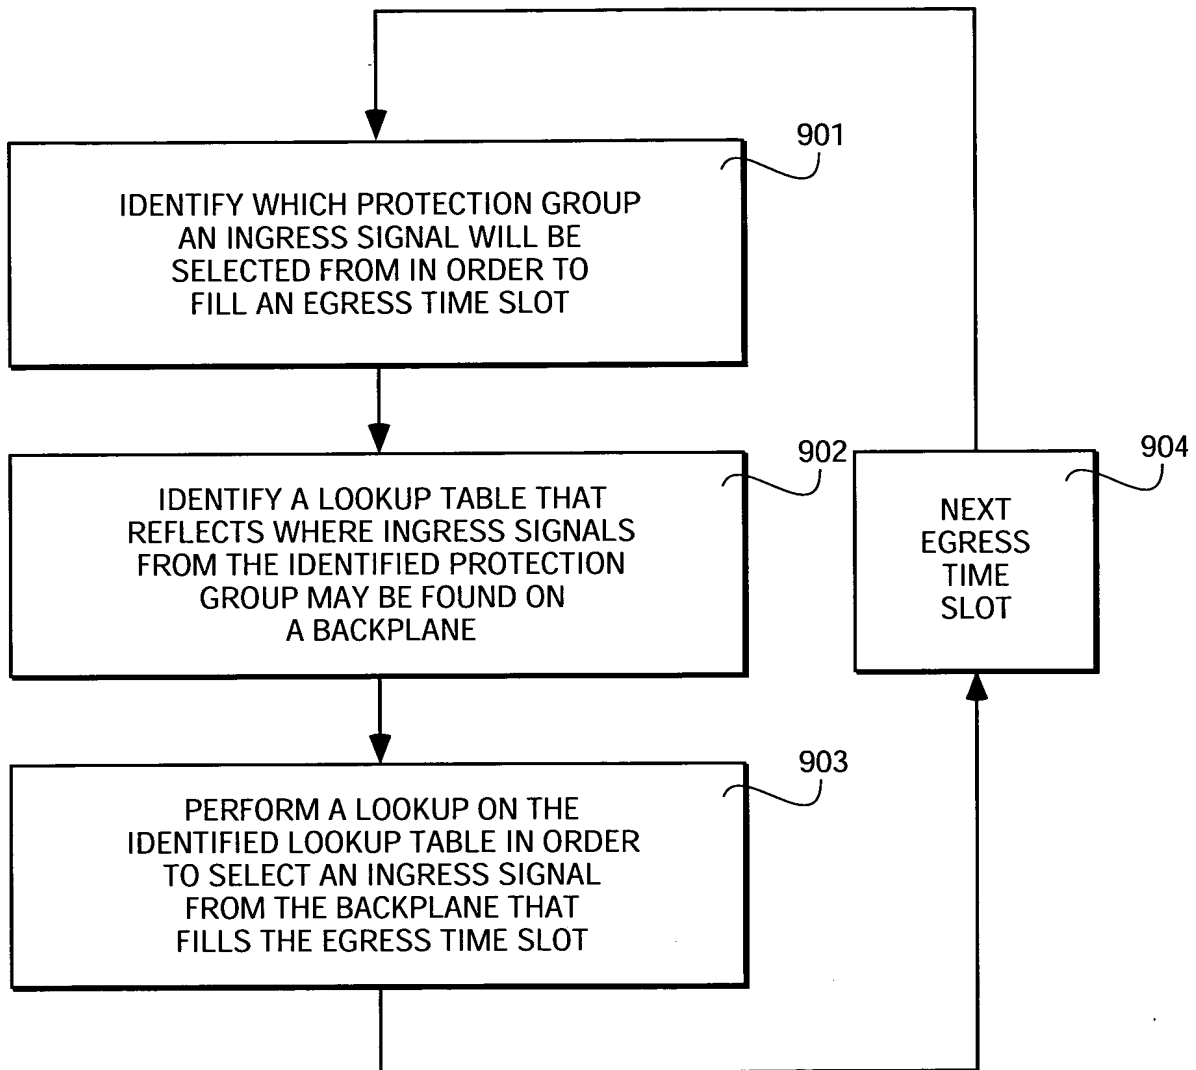 901
IDENTIFY WHICH PROTECTION GROUP
AN INGRESS SIGNAL WILL BE
SELECTED FROM IN ORDER TO
FILL AN EGRESS TIME SLOT
902
IDENTIFY A LOOKUP TABLE THAT
REFLECTS WHERE INGRESS SIGNALS
FROM THE IDENTIFIED PROTECTION
GROUP MAY BE FOUND ON
A BACKPLANE
903
PERFORM A LOOKUP ON THE
IDENTIFIED LOOKUP TABLE IN ORDER
TO SELECT AN INGRESS SIGNAL
FROM THE BACKPLANE THAT
FILLS THE EGRESS TIME SLOT
904
NEXT
EGRESS
TIME
SLOT